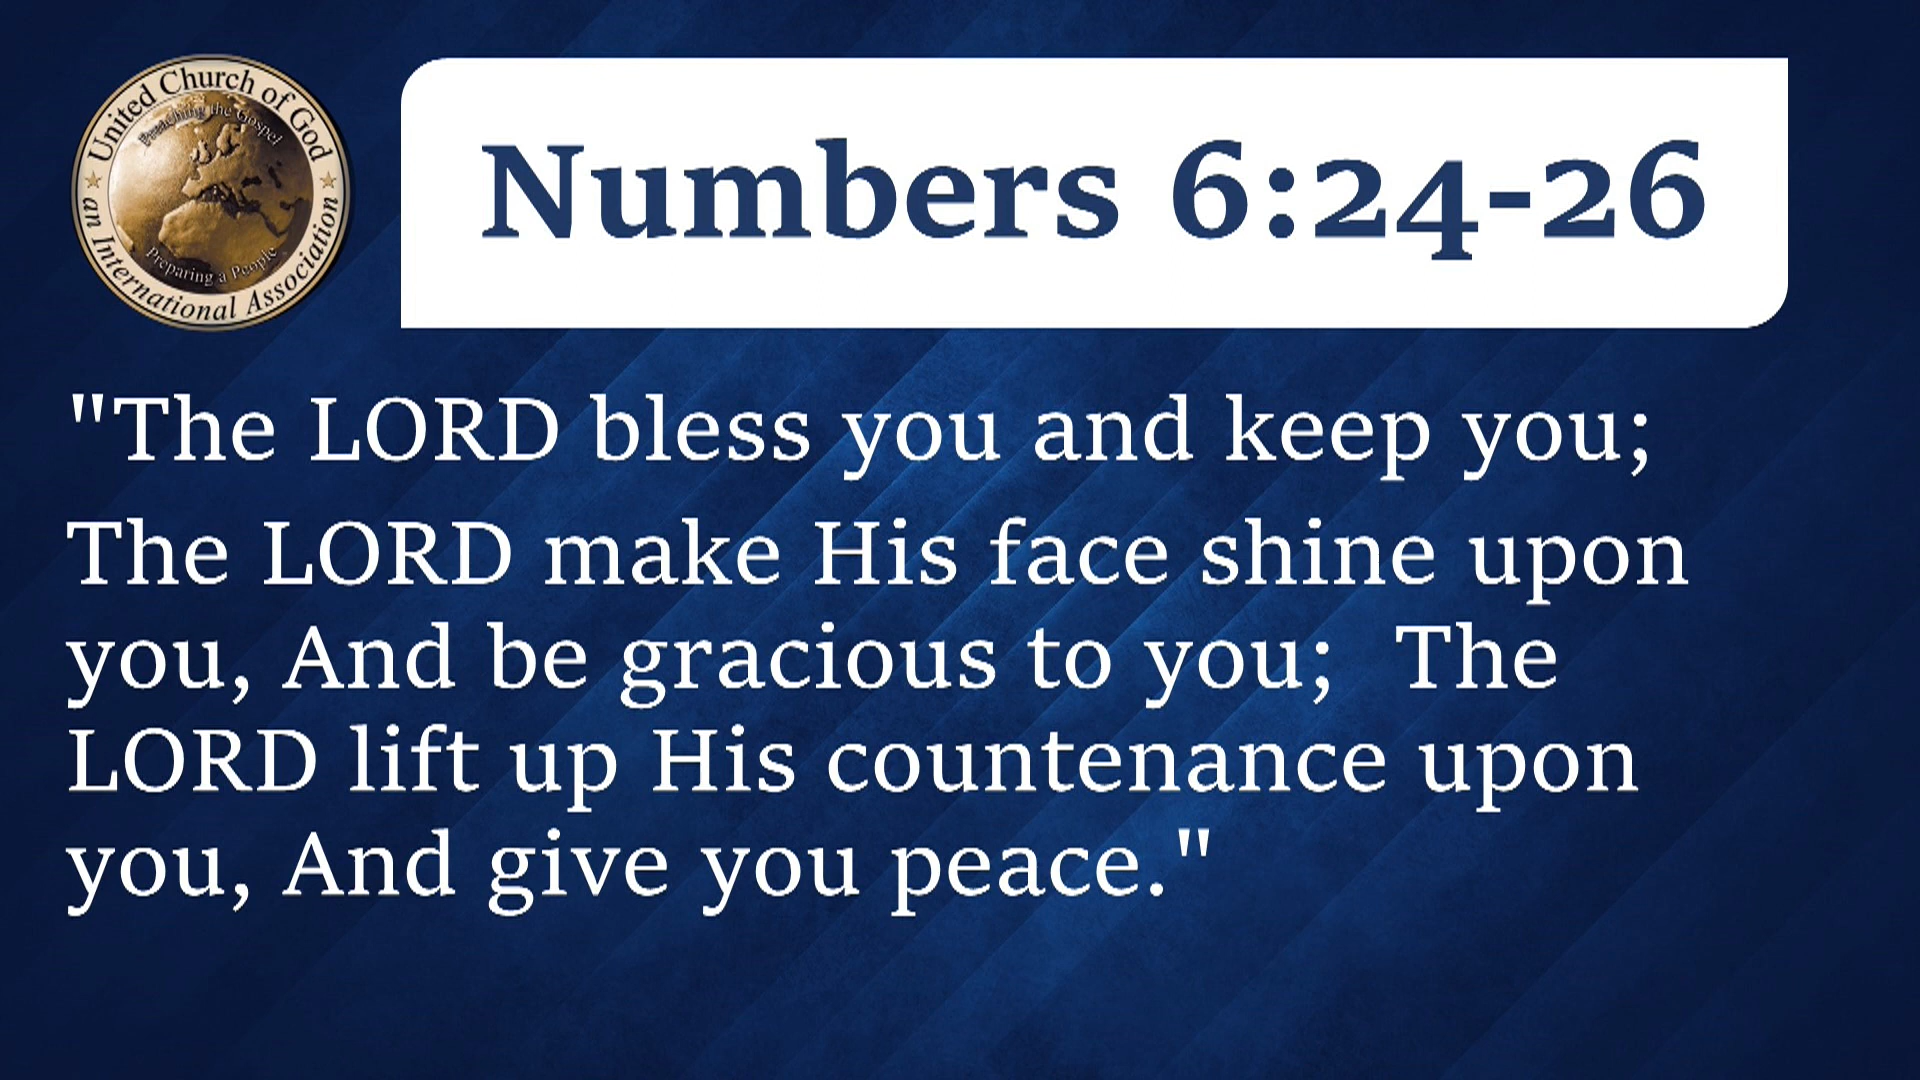 United Church of God
Preaching the Gospel
Preparing a People
an International Association
Numbers 6:24-26
"The LORD bless you and keep you;
The LORD make His face shine upon
you, And be gracious to you;  The
LORD lift up His countenance upon
you, And give you peace."